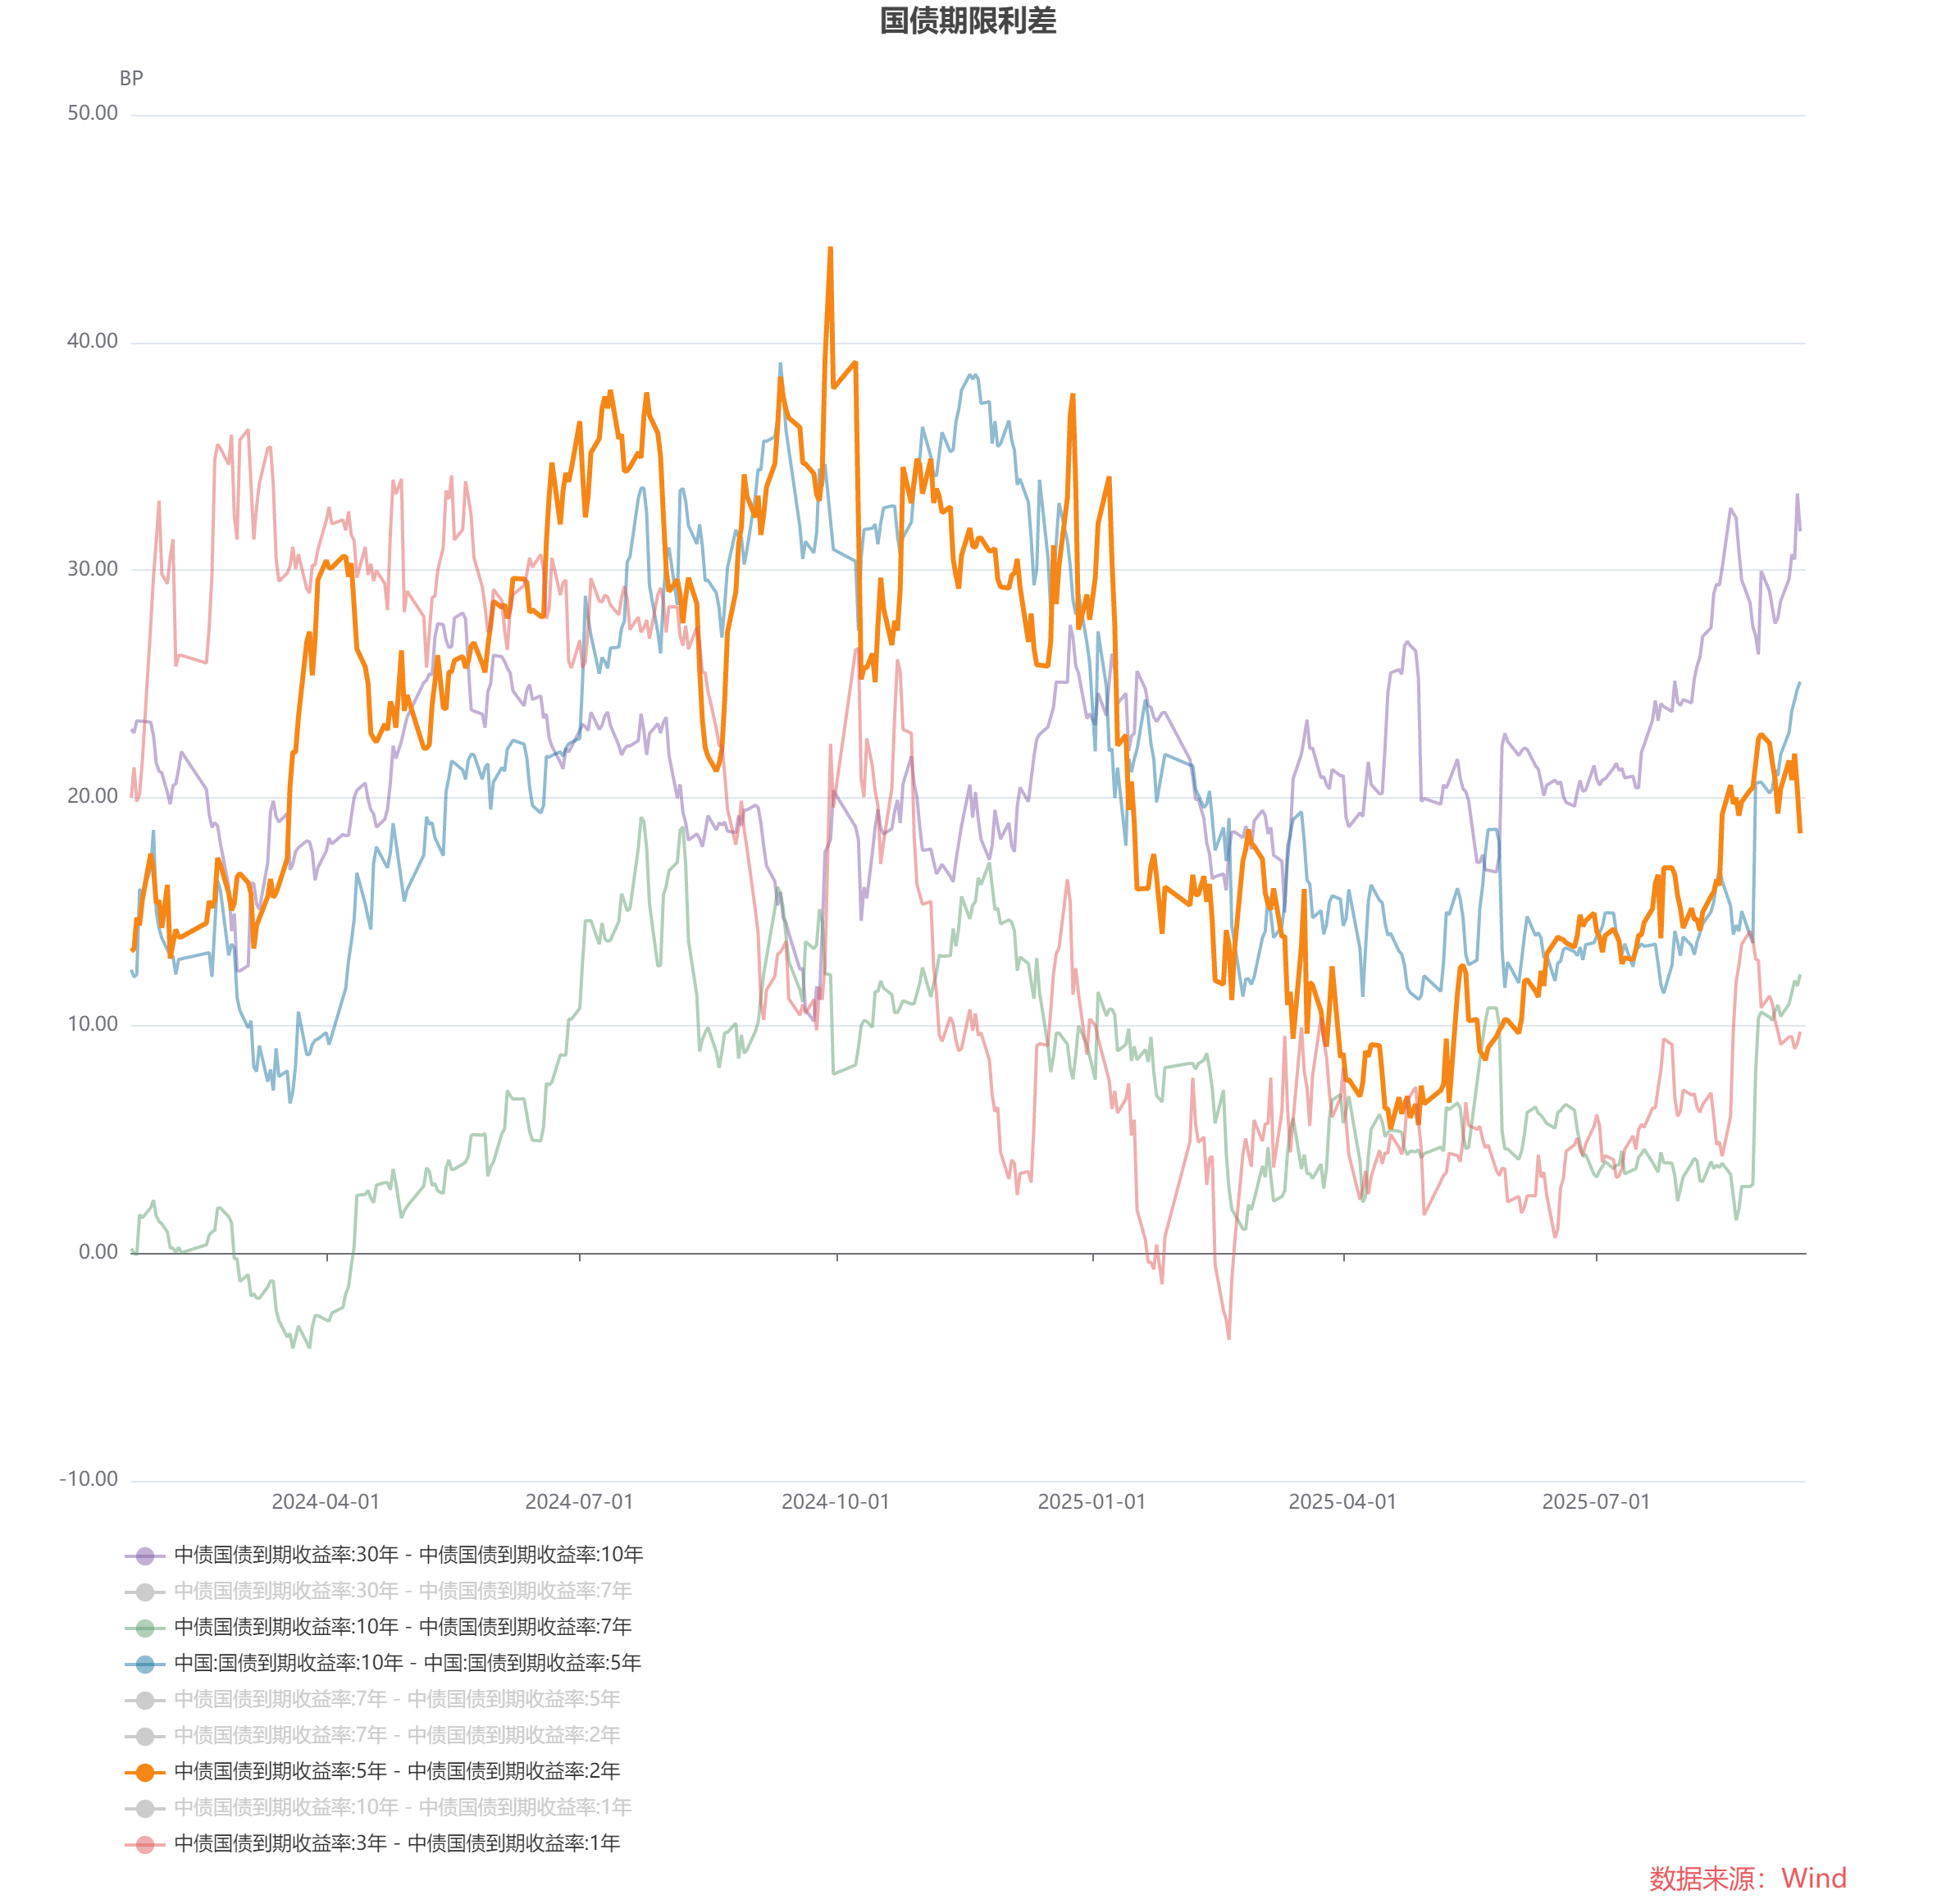 国债期限利差
BP
50.00
40.00
30.00
20.00
10.00
0.00
-10.00
2024-04-01
2024-07-01
2024-10-01
2025-01-01
2025-04-01
2025-07-01
中债国债到期收益率:30年 - 中债国债到期收益率:10年
中债国债到期收益率:30年 - 中债国债到期收益率:7年
中债国债到期收益率:10年 - 中债国债到期收益率:7年
中国:国债到期收益率:10年 - 中国:国债到期收益率:5年
中债国债到期收益率:7年 - 中债国债到期收益率:5年
中债国债到期收益率:7年 - 中债国债到期收益率:2年
中债国债到期收益率:5年 - 中债国债到期收益率:2年
中债国债到期收益率:10年 - 中债国债到期收益率:1年
中债国债到期收益率:3年 - 中债国债到期收益率:1年
数据来源：Wind